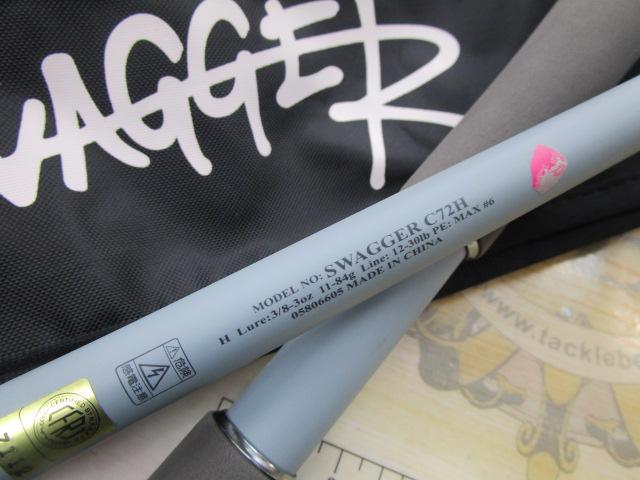 WAGGER
MODEL NO: SWAGGER C72H
H Lure:3/8-3oz 11-84g Line: 12-30lb PE: MAX #6
05806605 MADE IN CHINA
危険
感電注意
www.tacklebe